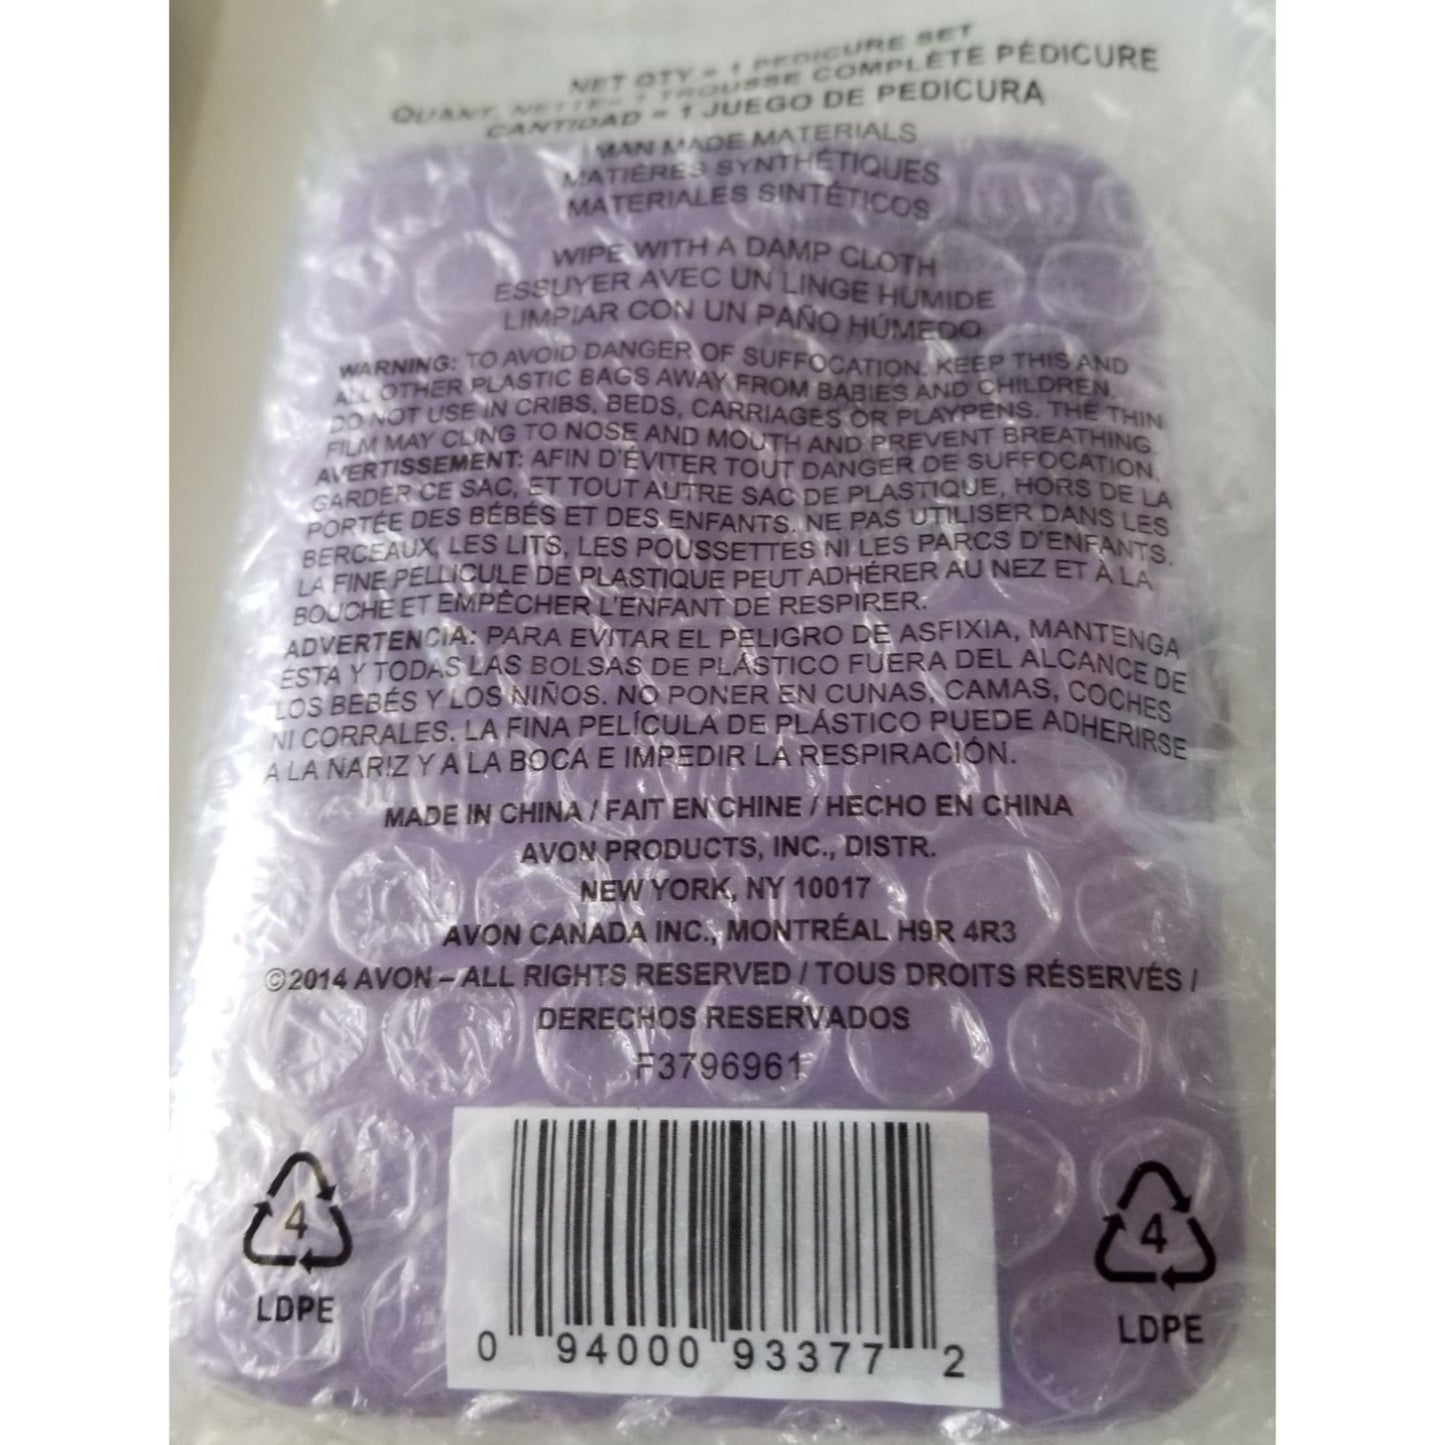 NET QTY = 1 PEDICURE SET
QUANT. NETTE = 1 TROUSSE COMPLÈTE PÉDICURE
CANTIDAD = 1 JUEGO DE PEDICURA
MAN MADE MATERIALS
MATIÈRES SYNTHÉTIQUES
MATERIALES SINTÉTICOS
WIPE WITH A DAMP CLOTH
ESSUYER AVEC UN LINGE HUMIDE
LIMPIAR CON UN PAÑO HÚMEDO
WARNING: TO AVOID DANGER OF SUFFOCATION, KEEP THIS AND
ALL OTHER PLASTIC BAGS AWAY FROM BABIES AND CHILDREN.
DO NOT USE IN CRIBS, BEDS, CARRIAGES OR PLAYPENS. THE THIN
FILM MAY CLING TO NOSE AND MOUTH AND PREVENT BREATHING.
AVERTISSEMENT: AFIN D'ÉVITER TOUT DANGER DE SUFFOCATION,
GARDER CE SAC, ET TOUT AUTRE SAC DE PLASTIQUE, HORS DE LA
PORTÉE DES BÉBÉS ET DES ENFANTS. NE PAS UTILISER DANS LES
BERCEAUX, LES LITS, LES POUSSETTES NI LES PARCS D'ENFANTS.
LA FINE PELLICULE DE PLASTIQUE PEUT ADHÉRER AU NEZ ET À LA
BOUCHE ET EMPÊCHER L'ENFANT DE RESPIRER.
ADVERTENCIA: PARA EVITAR EL PELIGRO DE ASFIXIA, MANTENGA
ESTA Y TODAS LAS BOLSAS DE PLÁSTICO FUERA DEL ALCANCE DE
LOS BEBÉS Y LOS NIÑOS. NO PONER EN CUNAS, CAMAS, COCHES
NI CORRALES. LA FINA PELÍCULA DE PLÁSTICO PUEDE ADHERIRSE
A LA NARIZ Y A LA BOCA E IMPEDIR LA RESPIRACIÓN.
MADE IN CHINA / FAIT EN CHINE / HECHO EN CHINA
AVON PRODUCTS, INC., DISTR.
NEW YORK, NY 10017
AVON CANADA INC., MONTRÉAL H9R 4R3
©2014 AVON – ALL RIGHTS RESERVED / TOUS DROITS RÉSERVÉS /
DERECHOS RESERVADOS
F3796961
4
LDPE
0 94000 93377 2
4
LDPE